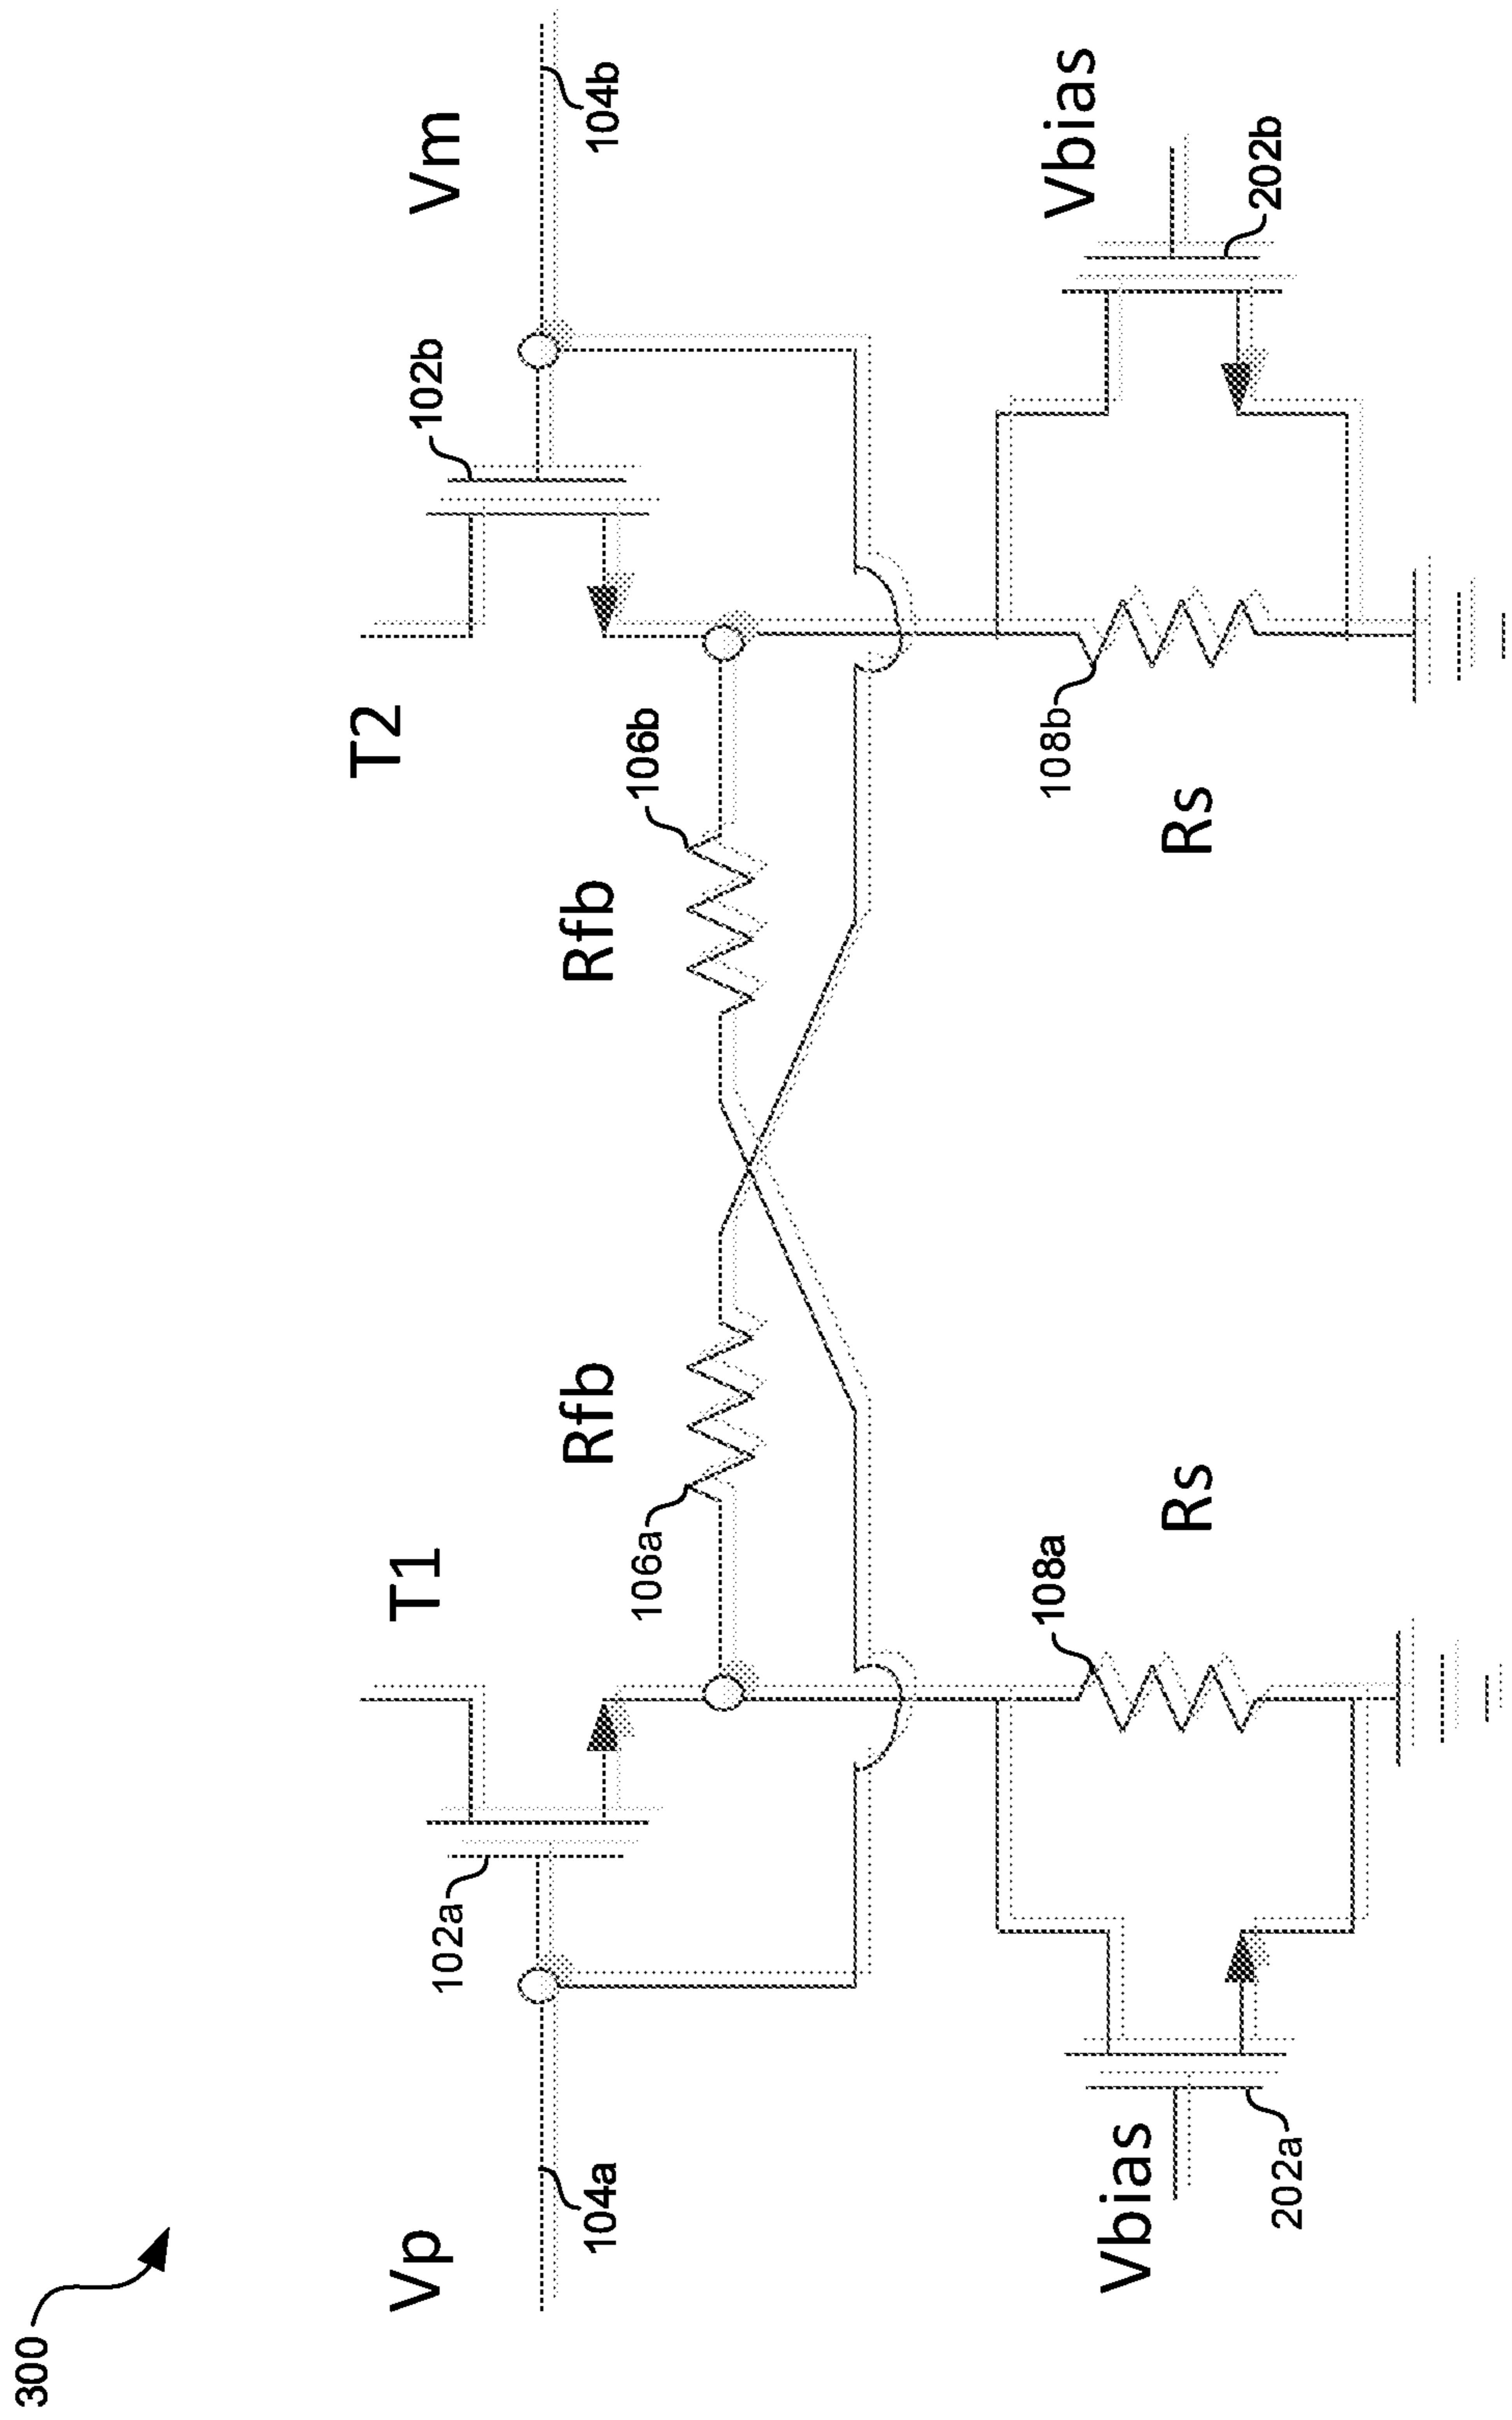 300
Vp
104a
102a
T1
T2
102b
Vm
104b
106a
Rfb
Rfb
106b
Vbias
202a
108a
Rs
108b
Rs
Vbias
202b